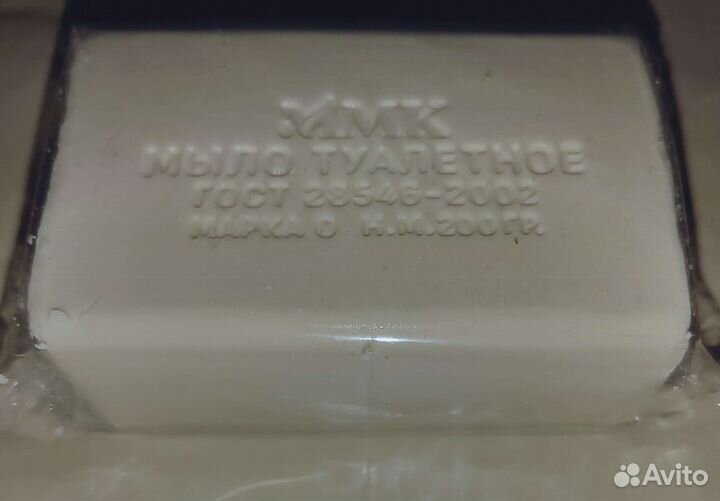 ММК
МЫЛО ТУАЛЕТНОЕ
ГОСТ 28546-2002
МАРКА О Н.М.200ГР.
Avito